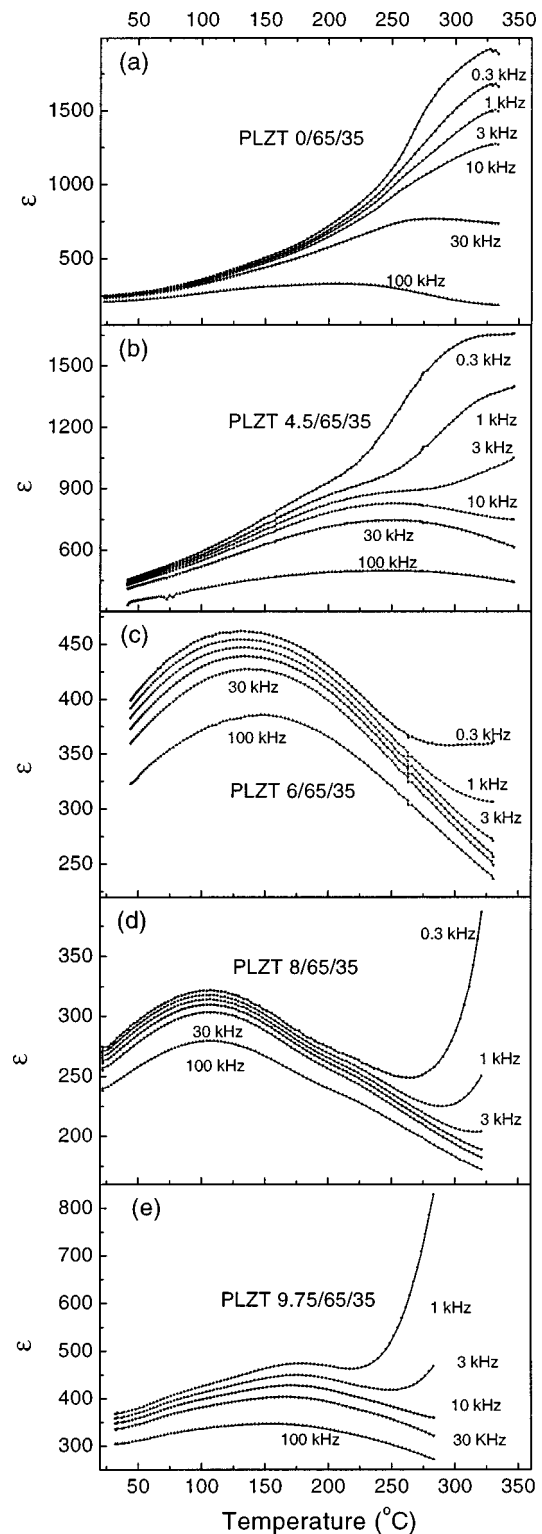 50 100 150 200 250 300 350
(a)
0.3 kHz
1500
1 kHz
PLZT 0/65/35
3 kHz
ε
1000
10 kHz
30 kHz
500
100 kHz
(b)
1650
0.3 kHz
1400
PLZT 4.5/65/35
1 kHz
1150
3 kHz
ε
900
10 kHz
30 kHz
650
100 kHz
(c)
450
400
30 kHz
ε
350
100 kHz
0.3 kHz
300
PLZT 6/65/35
1 kHz
3 kHz
250
(d)
0.3 kHz
350
PLZT 8/65/35
300
30 kHz
ε
250
100 kHz
1 kHz
3 kHz
200
(e)
800
700
PLZT 9.75/65/35
600
1 kHz
ε
500
3 kHz
400
10 kHz
30 KHz
300
100 kHz
50 100 150 200 250 300 350
Temperature (°C)